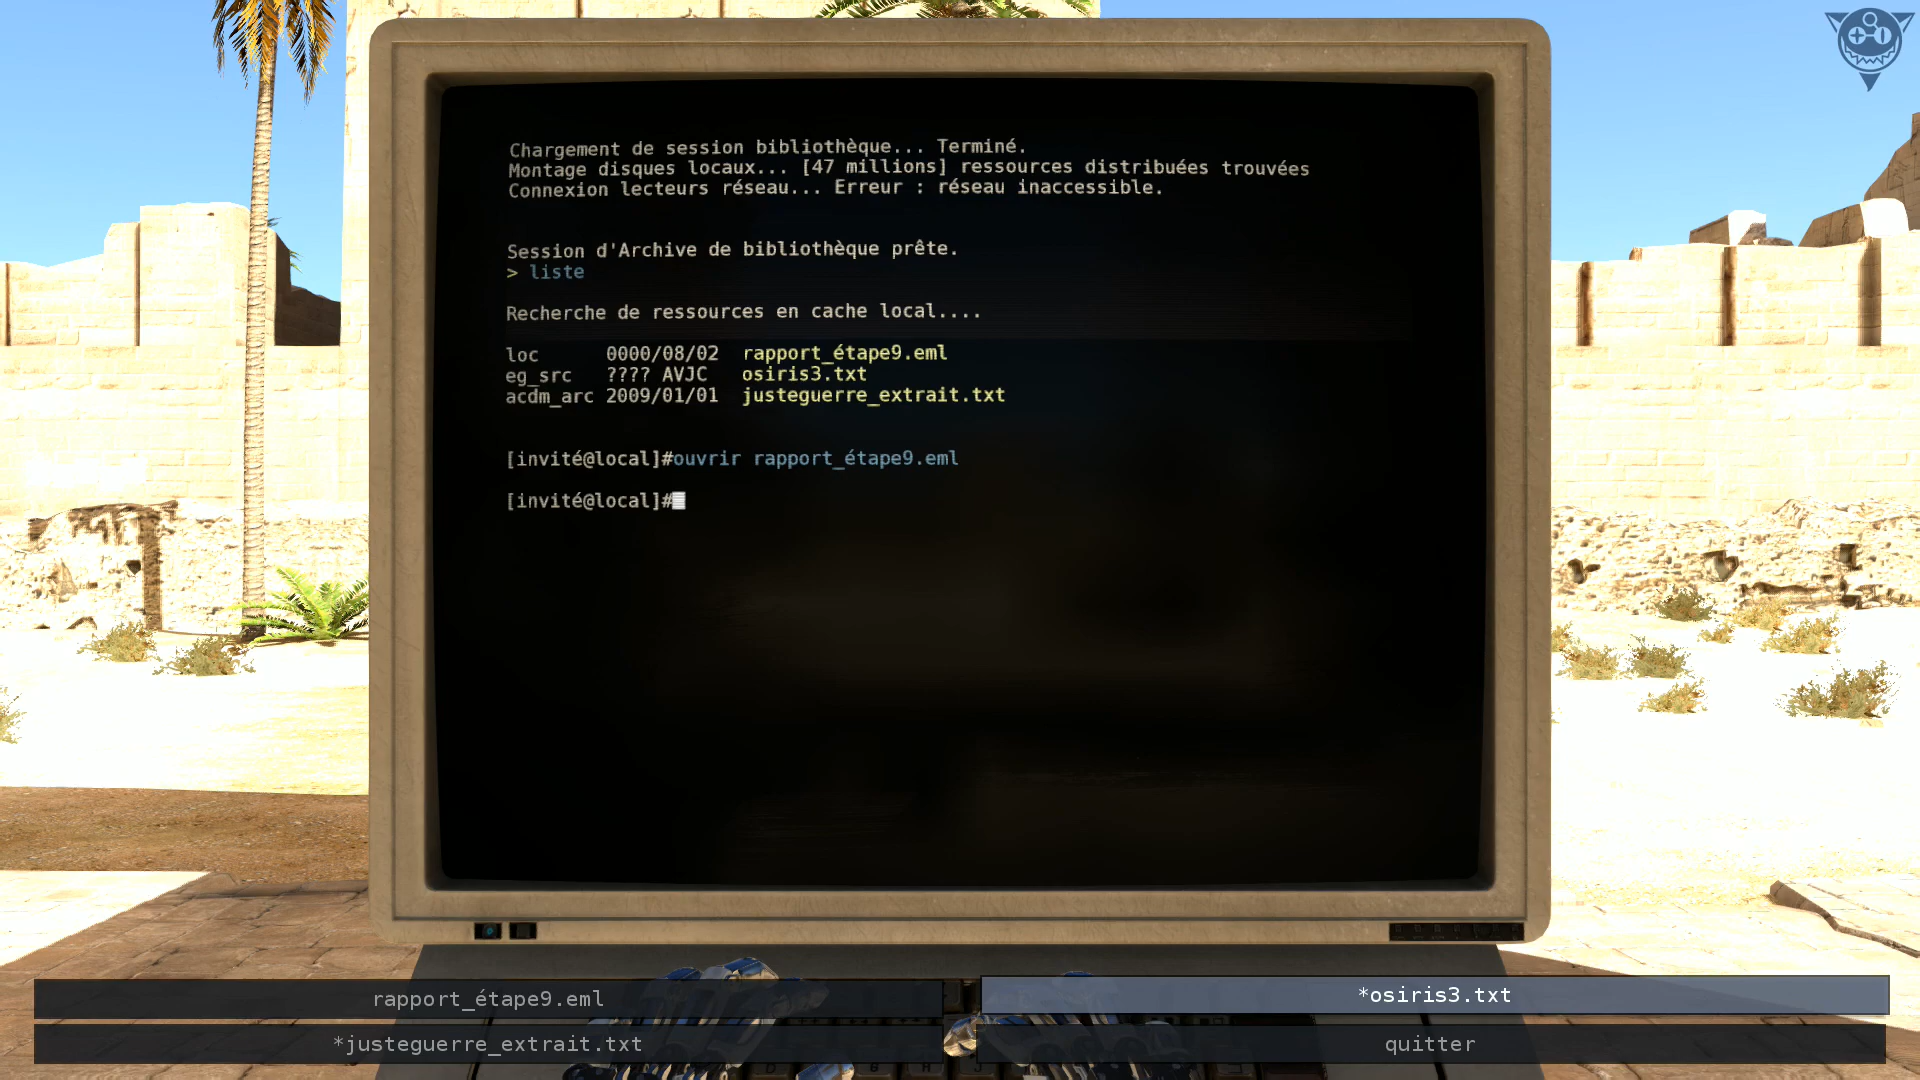 Chargement de session bibliothèque... Terminé.
Montage disques locaux... [47 millions] ressources distribuées trouvées
Connexion lecteurs réseau... Erreur : réseau inaccessible.
Session d'Archive de bibliothèque prête.
> liste
Recherche de ressources en cache local....
loc 0000/08/02 rapport_étape9.eml
eg_src ???? AVJC osiris3.txt
acdm_arc 2009/01/01 justeguerre_extrait.txt
[invité@local]#ouvrir rapport_étape9.eml
[invité@local]#
rapport_étape9.eml
*osiris3.txt
*justeguerre_extrait.txt
quitter